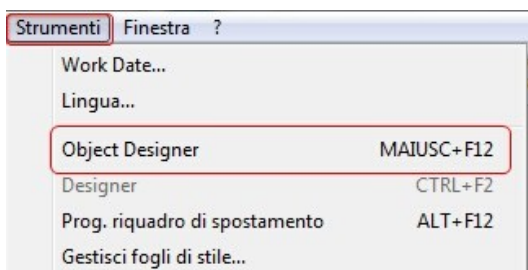 Strumenti Finestra ?
Work Date...
Lingua...
Object Designer MAIUSC+F12
Designer CTRL+F2
Prog. riquadro di spostamento ALT+F12
Gestisci fogli di stile...